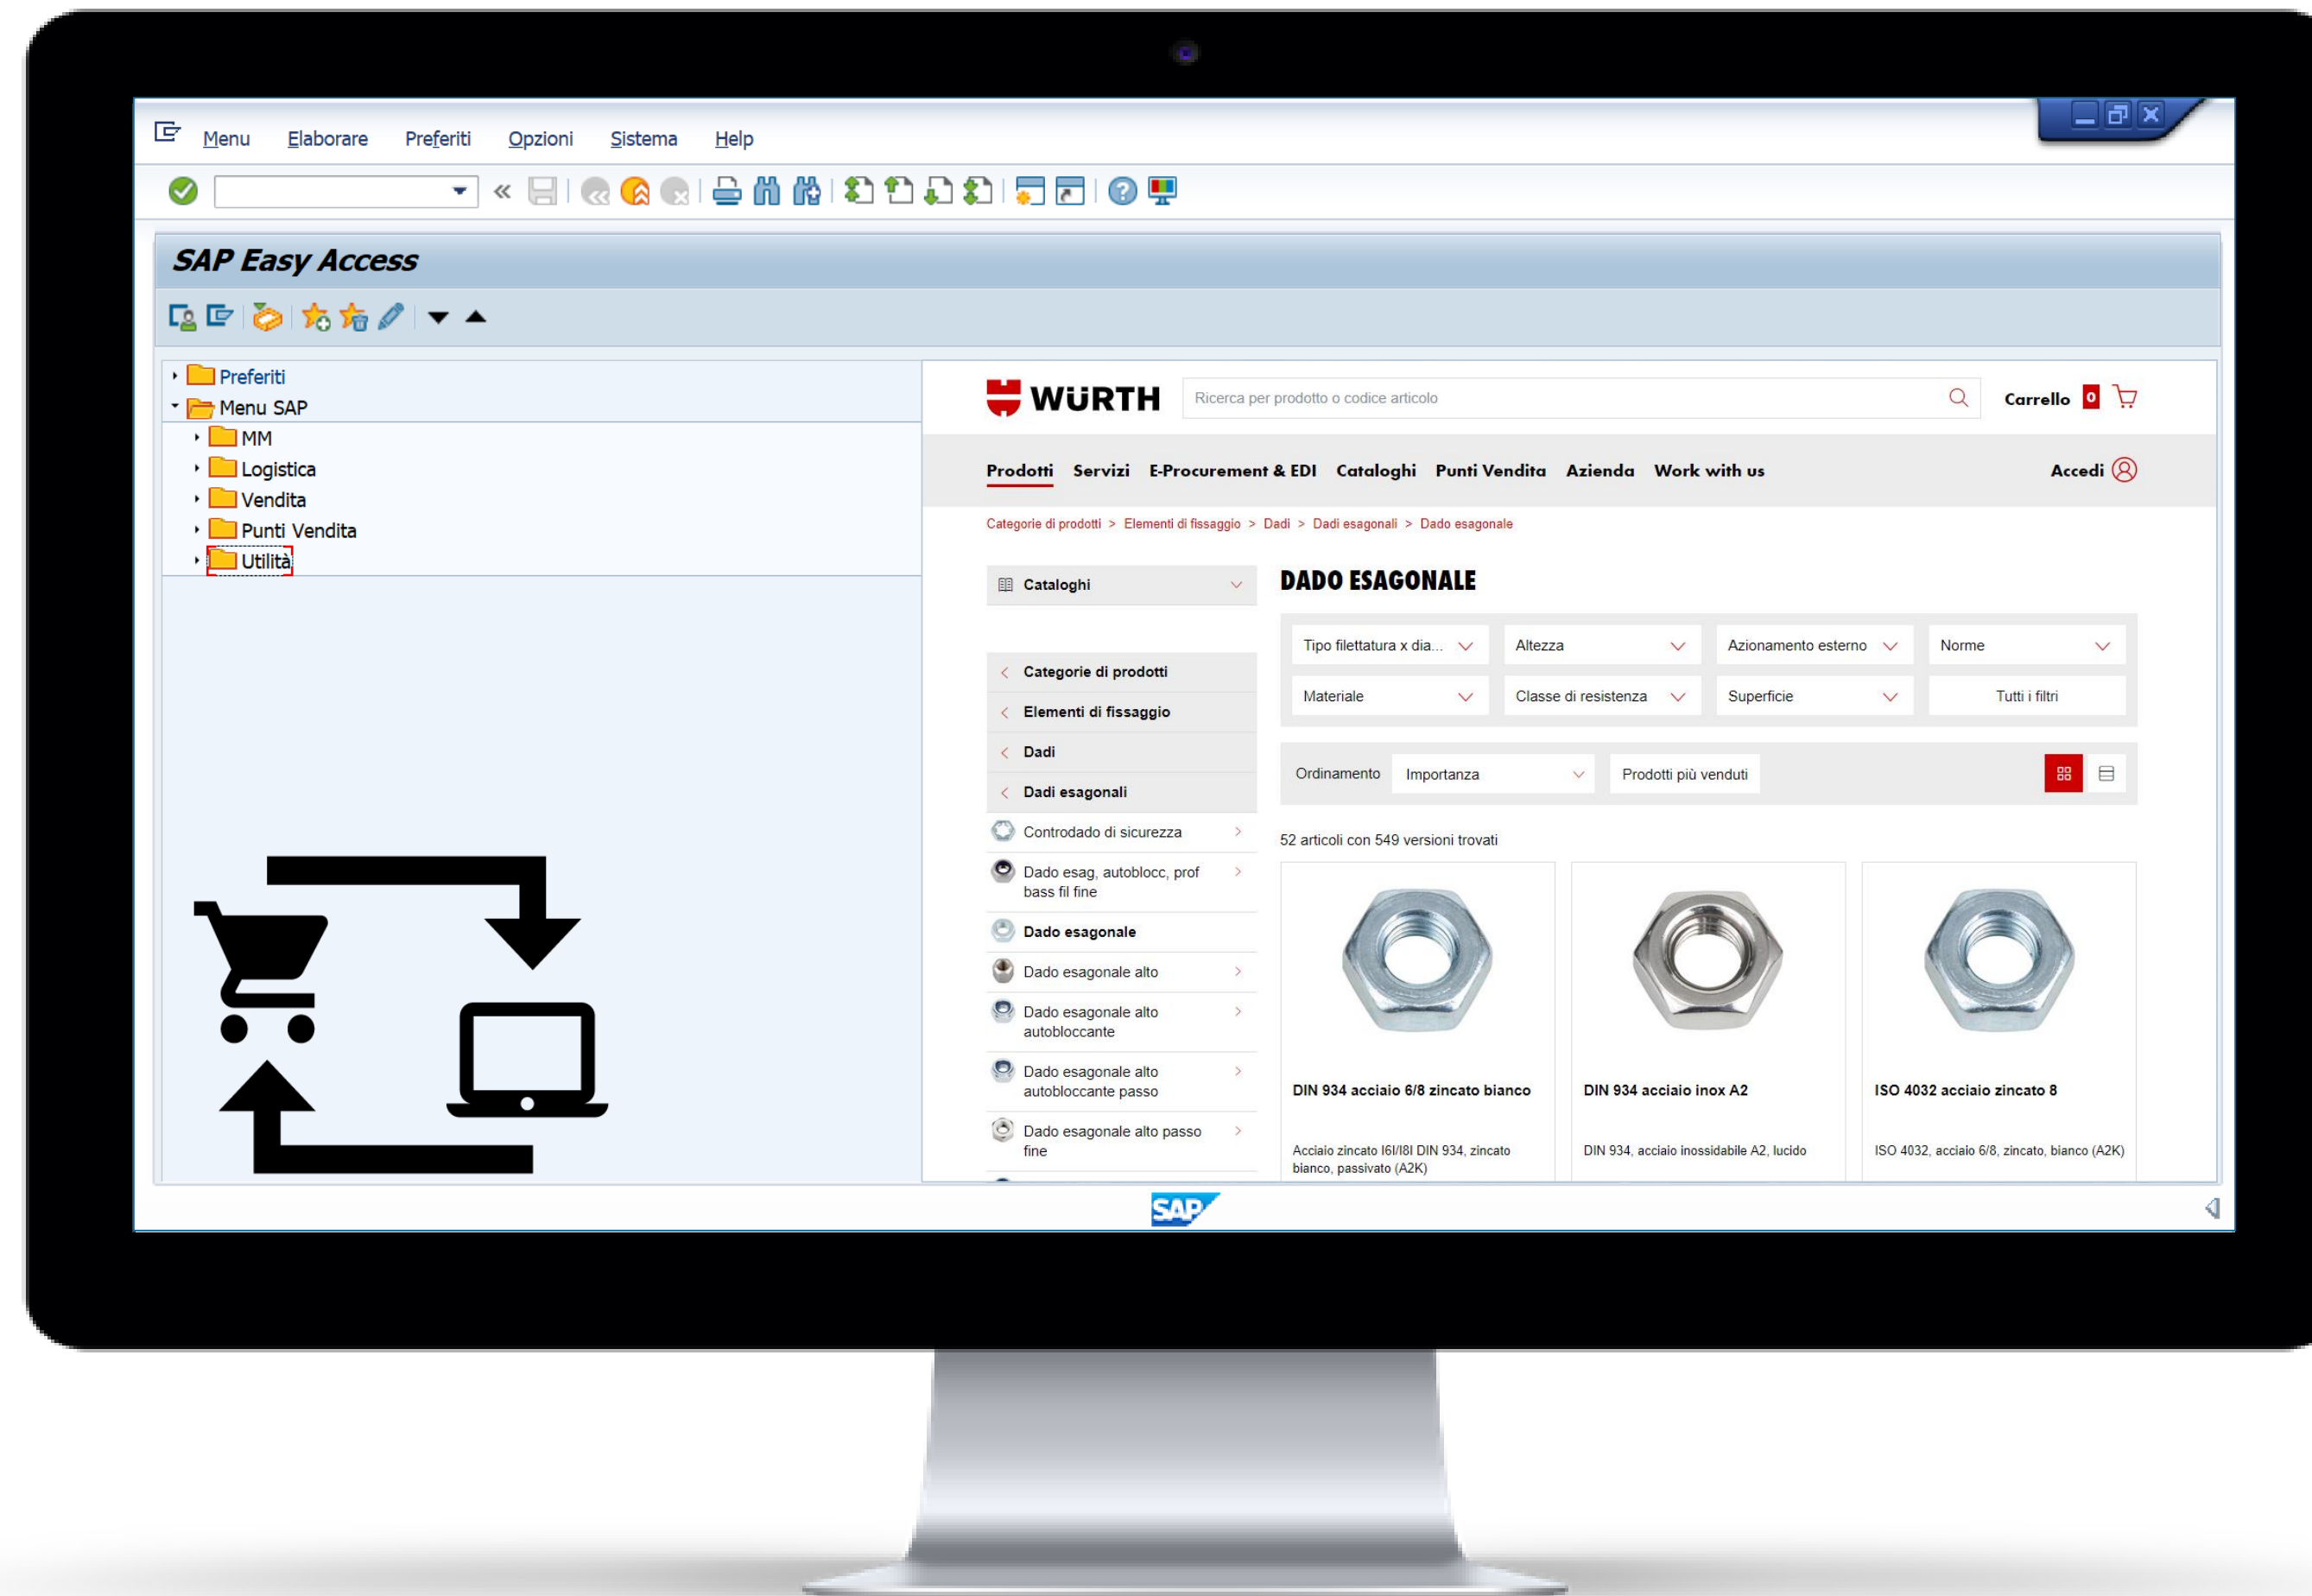 Menu Elaborare Preferiti Opzioni Sistema Help
SAP Easy Access
Preferiti
Menu SAP
MM
Logistica
Vendita
Punti Vendita
Utilità
WÜRTH
Ricerca per prodotto o codice articolo
Carrello 0
Prodotti Servizi E-Procurement & EDI Cataloghi Punti Vendita Azienda Work with us Accedi
Categorie di prodotti > Elementi di fissaggio > Dadi > Dadi esagonali > Dado esagonale
Cataloghi
Categorie di prodotti
Elementi di fissaggio
Dadi
Dadi esagonali
Controdado di sicurezza
Dado esag, autoblocc, prof
bass fil fine
Dado esagonale
Dado esagonale alto
Dado esagonale alto
autobloccante
Dado esagonale alto
autobloccante passo
Dado esagonale alto passo
fine
DADO ESAGONALE
Tipo filettatura x dia... Altezza Azionamento esterno Norme
Materiale Classe di resistenza Superficie Tutti i filtri
Ordinamento Importanza Prodotti più venduti
52 articoli con 549 versioni trovati
DIN 934 acciaio 6/8 zincato bianco
Acciaio zincato I6I/I8I DIN 934, zincato
bianco, passivato (A2K)
DIN 934 acciaio inox A2
DIN 934, acciaio inossidabile A2, lucido
ISO 4032 acciaio zincato 8
ISO 4032, acciaio 6/8, zincato, bianco (A2K)
SAP